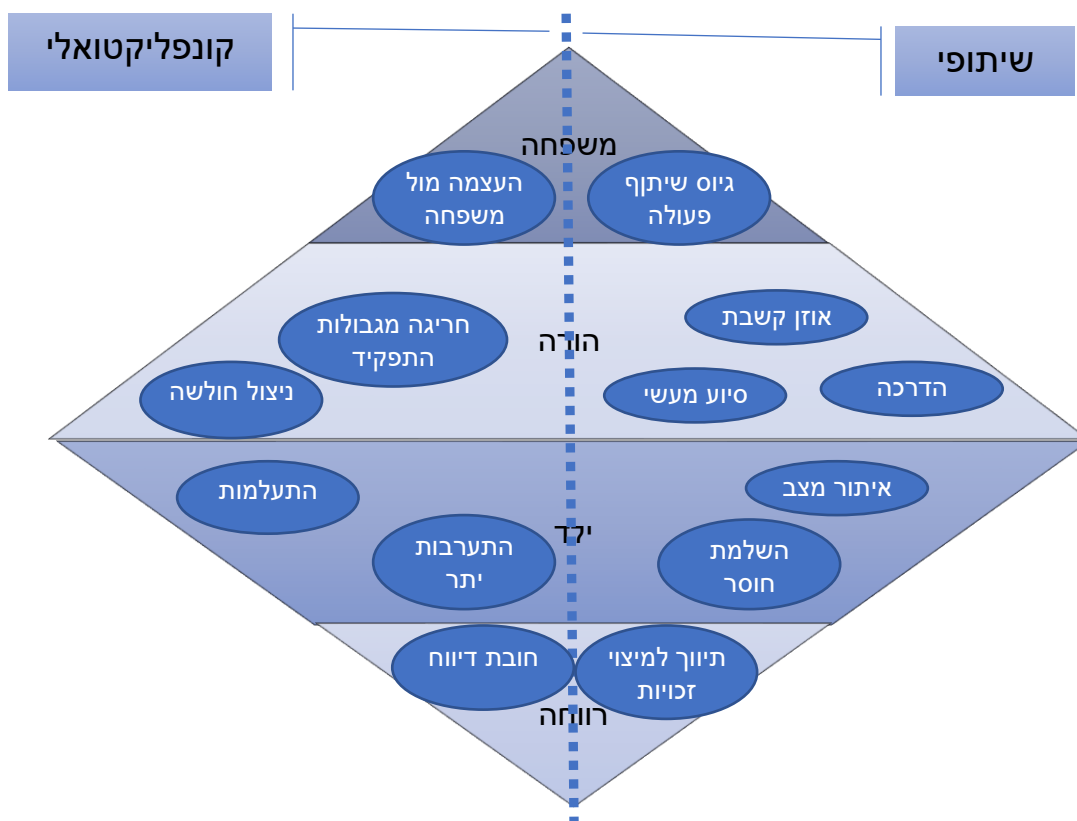 שיתופי
קונפליקטואלי
משפחה
גיוס שיתןף
פעולה
העצמה מול
משפחה
הורה
אוזן קשבת
סיוע מעשי
הדרכה
חריגה מגבולות
התפקיד
ניצול חולשה
ילד
איתור מצב
השלמת
חוסר
התעלמות
התערבות
יתר
תיווך למיצוי
זכויות
חובת דיווח
רווחה